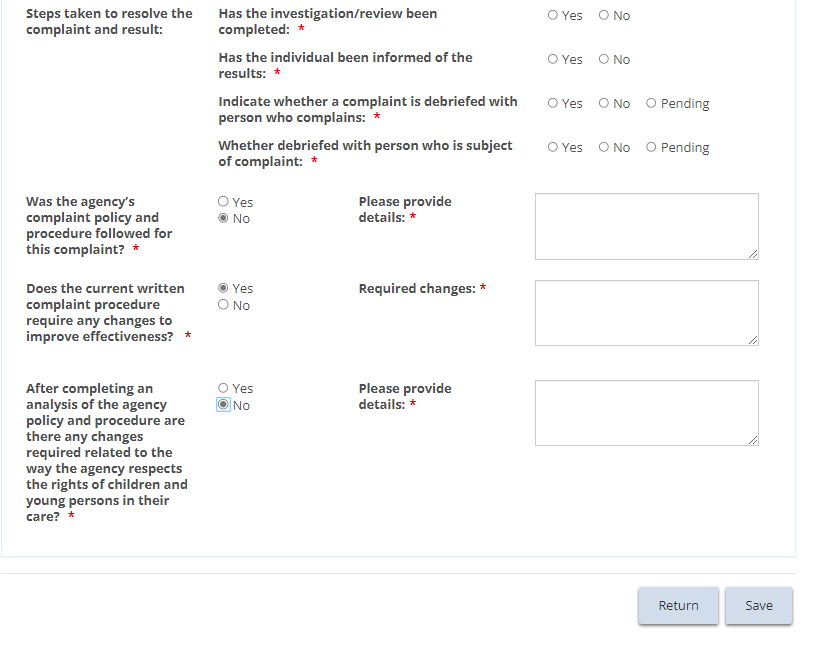 Steps taken to resolve the
complaint and result:
Has the investigation/review been
completed: *
Yes No
Has the individual been informed of the
results: *
Yes No
Indicate whether a complaint is debriefed with
person who complains: *
Yes No Pending
Whether debriefed with person who is subject
of complaint: *
Yes No Pending
Was the agency's
complaint policy and
procedure followed for
this complaint? *
Yes
No
Please provide
details: *
Does the current written
complaint procedure
require any changes to
improve effectiveness? *
Yes
No
Required changes: *
After completing an
analysis of the agency
policy and procedure are
there any changes
required related to the
way the agency respects
the rights of children and
young persons in their
care? *
Yes
No
Please provide
details: *
Return Save